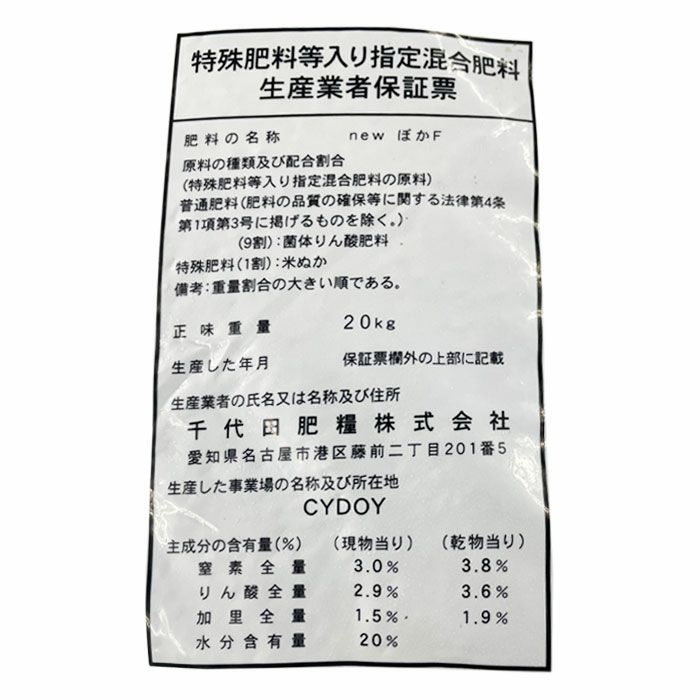 特殊肥料等入り指定混合肥料
生産業者保証票
肥料の名称 new ぼかF
原料の種類及び配合割合
(特殊肥料等入り指定混合肥料の原料)
普通肥料(肥料の品質の確保等に関する法律第4条
第1項第3号に掲げるものを除く。)
(9割):菌体りん酸肥料
特殊肥料(1割):米ぬか
備考:重量割合の大きい順である。
正味重量 20kg
生産した年月 保証票欄外の上部に記載
生産業者の氏名又は名称及び住所
千代田肥糧株式会社
愛知県名古屋市港区藤前二丁目201番5
生産した事業場の名称及び所在地
CYDOY
主成分の含有量(%) (現物当り) (乾物当り)
窒素全量 3.0% 3.8%
りん酸全量 2.9% 3.6%
加里全量 1.5% 1.9%
水分含有量 20%